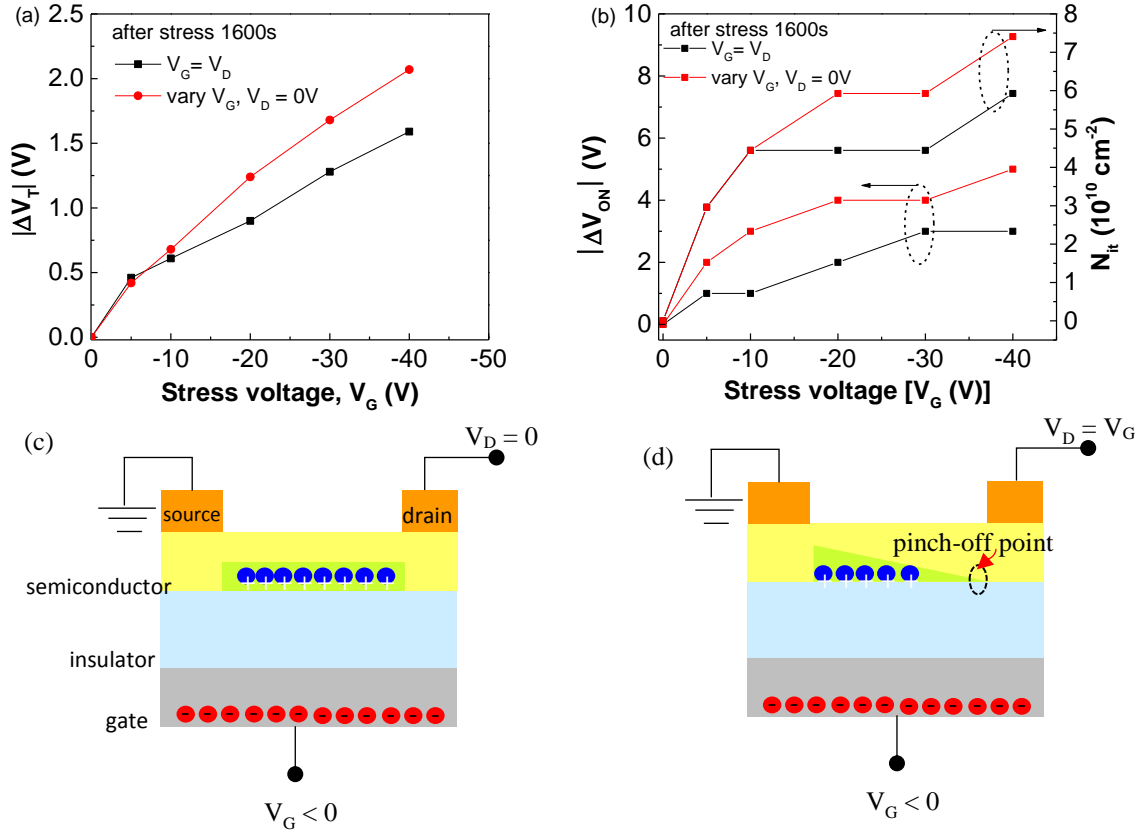 (a)
after stress 1600s
V_G = V_D
vary V_G, V_D = 0V
|ΔV_T| (V)
2.5
2.0
1.5
1.0
0.5
0.0
0 -10 -20 -30 -40 -50
Stress voltage, V_G (V)
(b)
after stress 1600s
V_G = V_D
vary V_G, V_D = 0V
|ΔV_ON| (V)
10
8
6
4
2
0
8
7
6
5
4
3
2
1
0
N_it (10^10 cm^-2)
0 -10 -20 -30 -40
Stress voltage [V_G (V)]
(c)
V_D = 0
source drain
semiconductor
+ + + + + + + +
insulator
gate
- - - - - - - - - - - -
V_G < 0
(d)
V_D = V_G
pinch-off point
+ + + + +
- - - - - - - - - - - -
V_G < 0